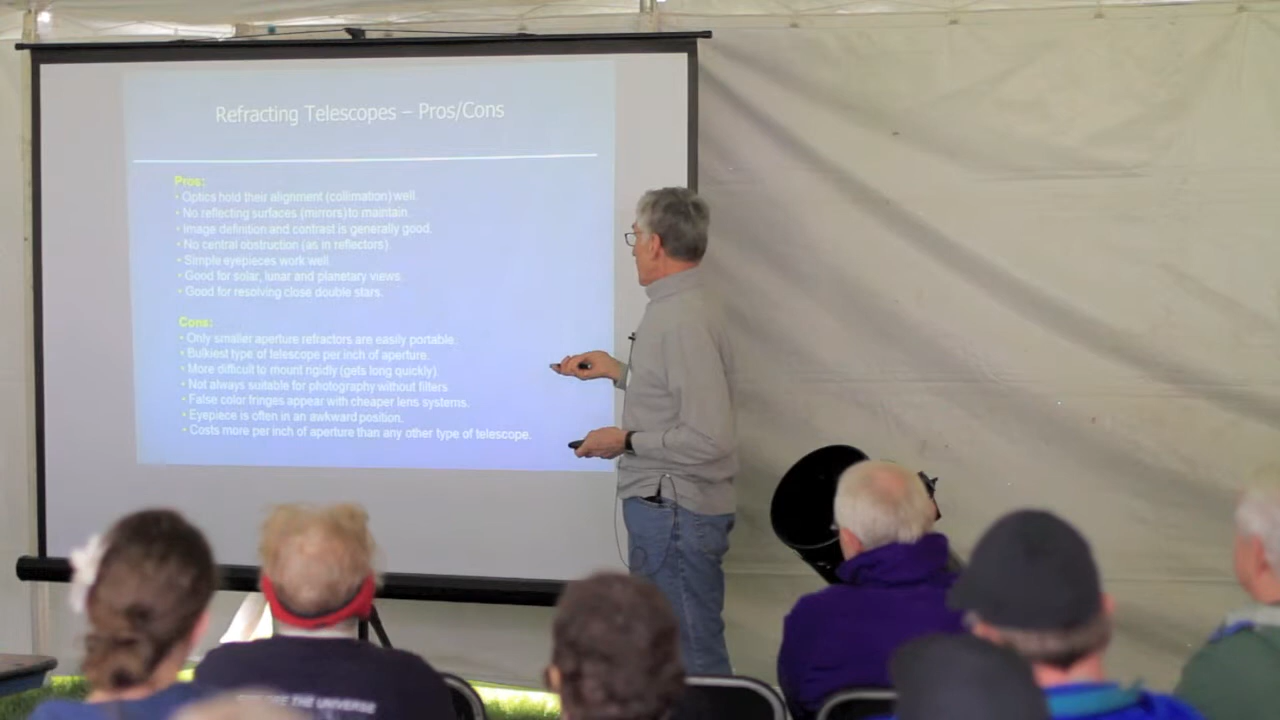 Refracting Telescopes – Pros/Cons
Pros:
• Optics hold their alignment (collimation) well.
• No reflecting surfaces (mirrors) to maintain.
• Image definition and contrast is generally good.
• No central obstruction (as in reflectors).
• Simple eyepieces work well.
• Good for solar, lunar and planetary views.
• Good for resolving close double stars.
Cons:
• Only smaller aperture refractors are easily portable.
• Bulkiest type of telescope per inch of aperture.
• More difficult to mount rigidly (gets long quickly).
• Not always suitable for photography without filters
• False color fringes appear with cheaper lens systems.
• Eyepiece is often in an awkward position.
• Costs more per inch of aperture than any other type of telescope.
THE UNIVERSE